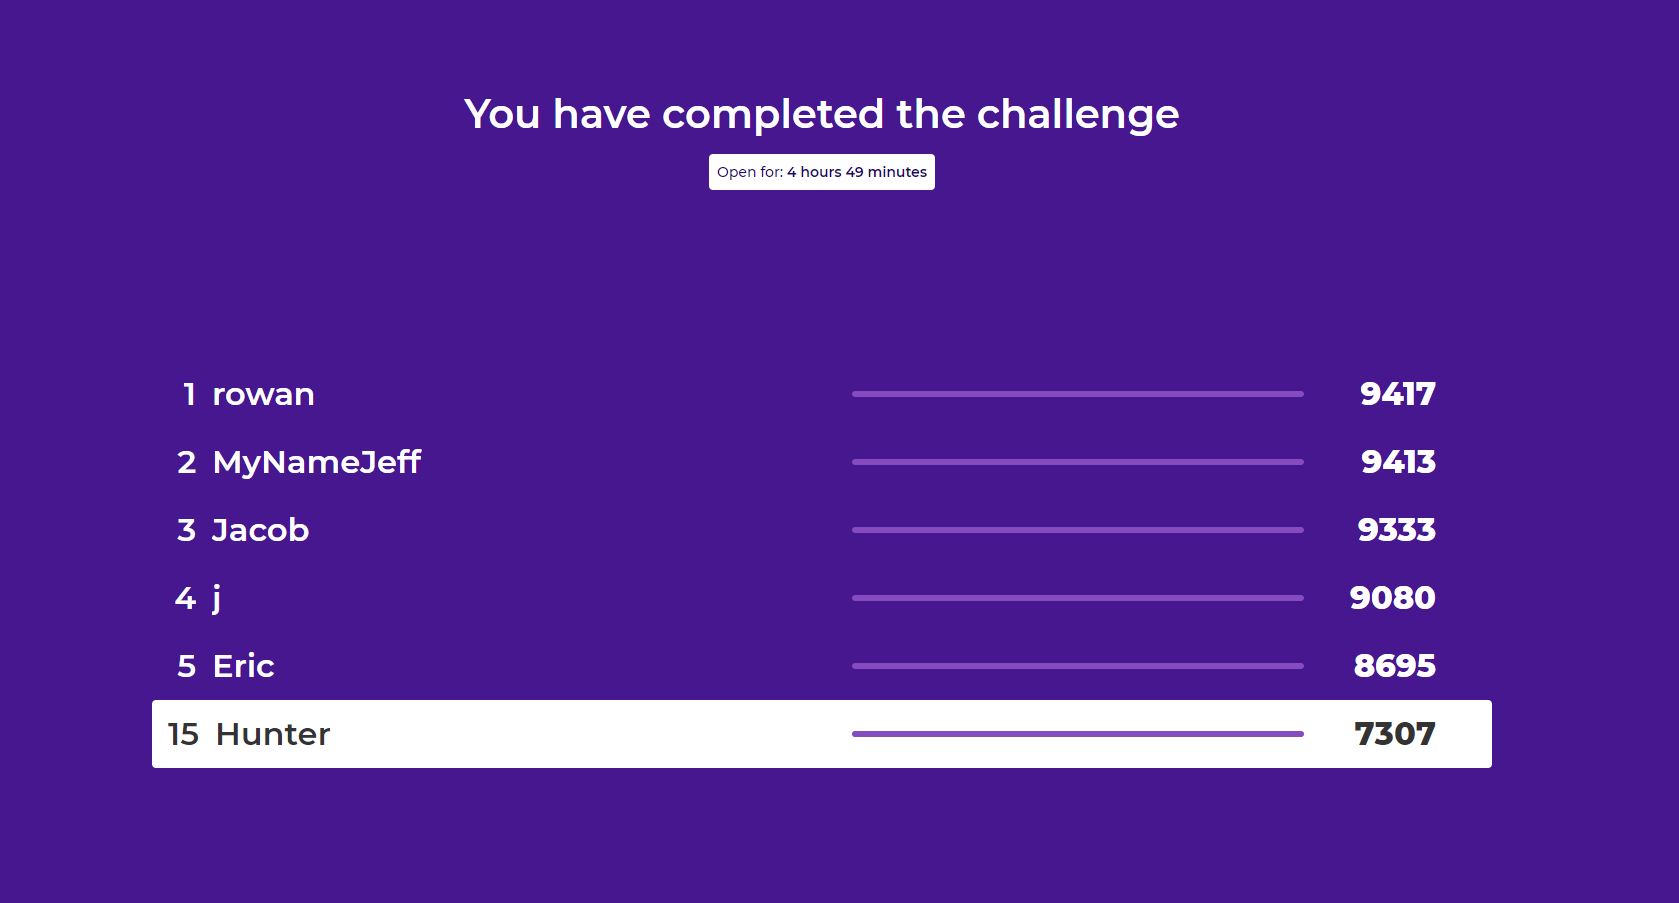 You have completed the challenge
Open for: 4 hours 49 minutes
1 rowan 9417
2 MyNameJeff 9413
3 Jacob 9333
4 j 9080
5 Eric 8695
15 Hunter 7307